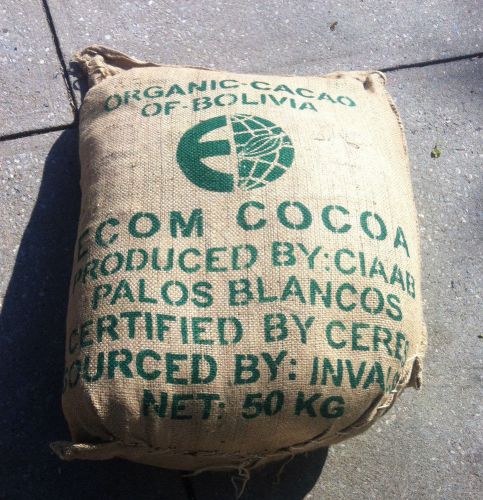 ORGANIC-CACAO
OF-BOLIVIA
E
ECOM COCOA
PRODUCED BY: CIAAB
PALOS BLANCOS
CERTIFIED BY CERES
SOURCED BY: INVAL
NET: 50 KG